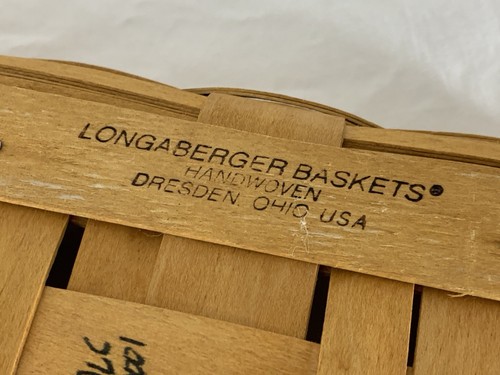 LONGABERGER BASKETS®
HANDWOVEN
DRESDEN, OHIO USA